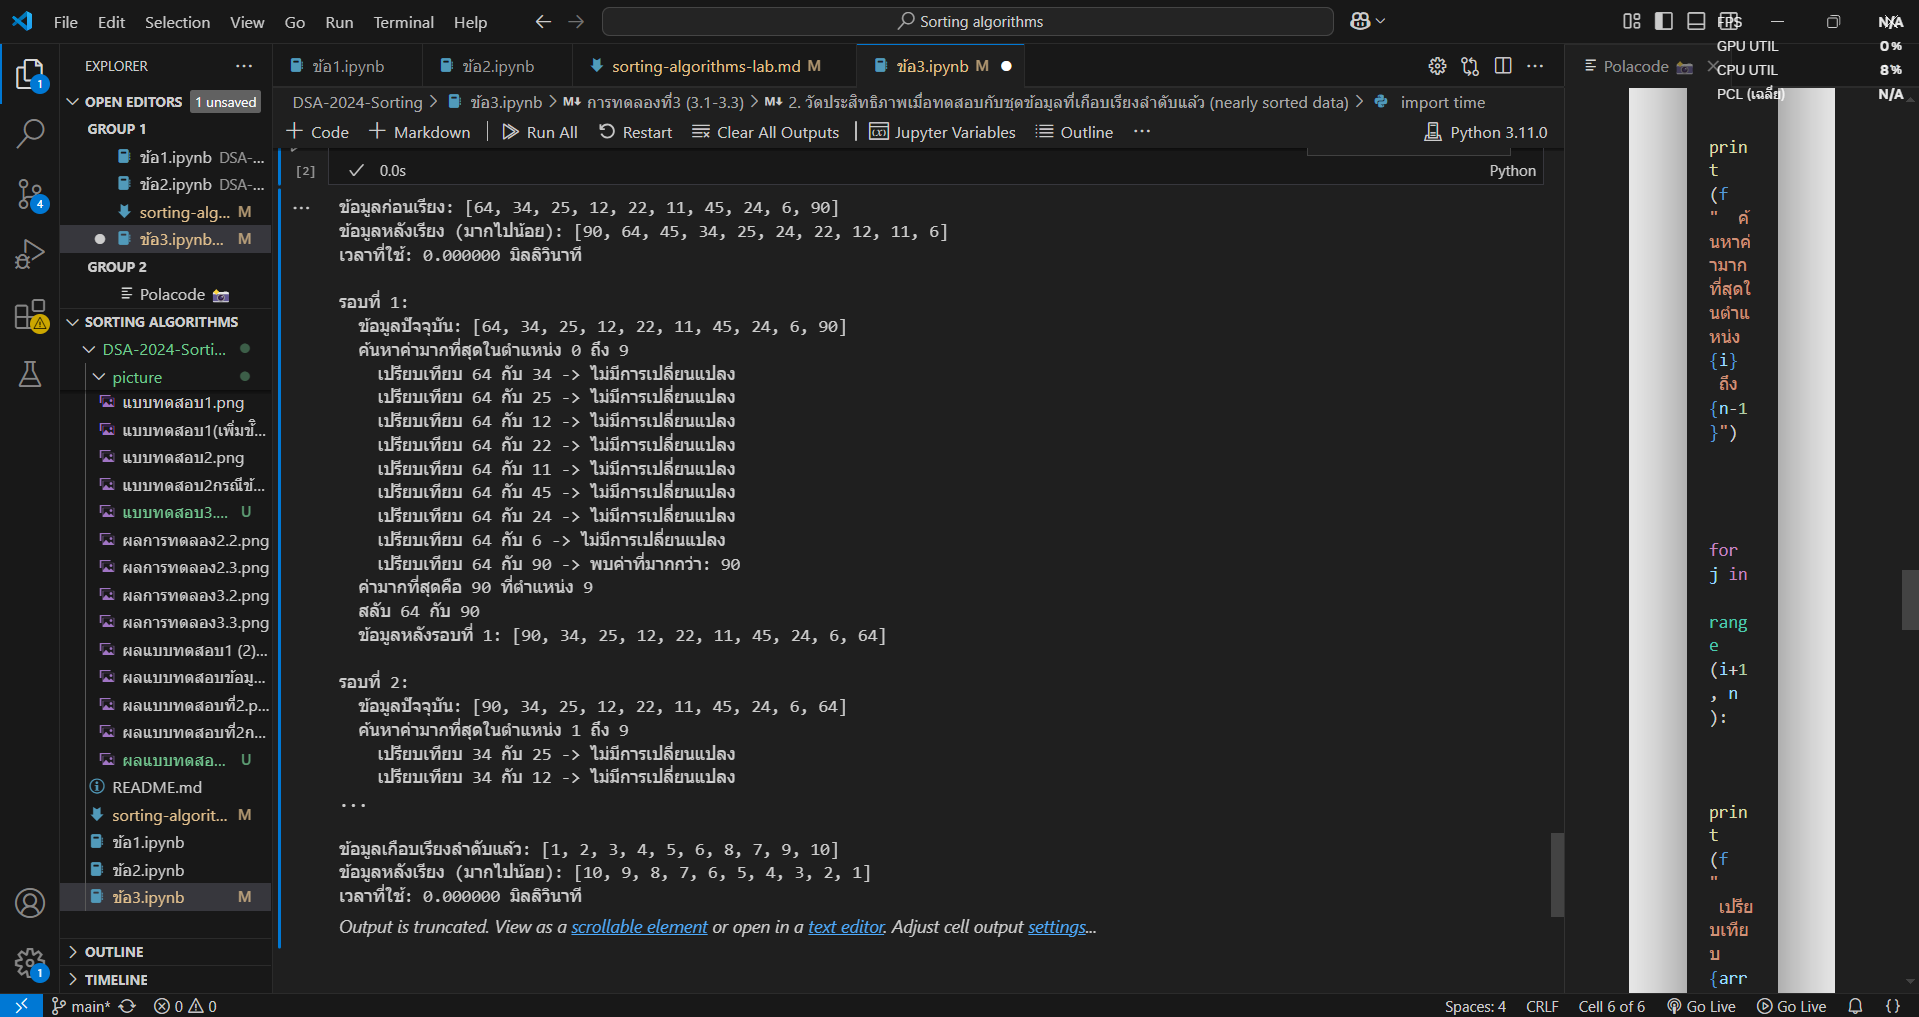 File Edit Selection View Go Run Terminal Help
Sorting algorithms
FPS N/A
GPU UTIL 0%
CPU UTIL 8%
PCL (เฉลี่ย) N/A
EXPLORER
OPEN EDITORS 1 unsaved
GROUP 1
ข้อ1.ipynb DSA-...
ข้อ2.ipynb DSA-...
sorting-alg... M
ข้อ3.ipynb... M
GROUP 2
Polacode
SORTING ALGORITHMS
DSA-2024-Sorti...
picture
แบบทดสอบ1.png
แบบทดสอบ1(เพิ่มข้...
แบบทดสอบ2.png
แบบทดสอบ2กรณีข้...
แบบทดสอบ3.... U
ผลการทดลอง2.2.png
ผลการทดลอง2.3.png
ผลการทดลอง3.2.png
ผลการทดลอง3.3.png
ผลแบบทดสอบ1 (2)...
ผลแบบทดสอบข้อมู...
ผลแบบทดสอบที่2.p...
ผลแบบทดสอบที่2ก...
ผลแบบทดสอ... U
README.md
sorting-algorit... M
ข้อ1.ipynb
ข้อ2.ipynb
ข้อ3.ipynb M
OUTLINE
TIMELINE
ข้อ1.ipynb ข้อ2.ipynb sorting-algorithms-lab.md M ข้อ3.ipynb M
DSA-2024-Sorting > ข้อ3.ipynb > M↓ การทดลองที่3 (3.1-3.3) > M↓ 2. วัดประสิทธิภาพเมื่อทดสอบกับชุดข้อมูลที่เกือบเรียงลำดับแล้ว (nearly sorted data) > import time
+ Code + Markdown Run All Restart Clear All Outputs Jupyter Variables Outline ... Python 3.11.0
[2] 0.0s Python
ข้อมูลก่อนเรียง: [64, 34, 25, 12, 22, 11, 45, 24, 6, 90]
ข้อมูลหลังเรียง (มากไปน้อย): [90, 64, 45, 34, 25, 24, 22, 12, 11, 6]
เวลาที่ใช้: 0.000000 มิลลิวินาที
รอบที่ 1:
ข้อมูลปัจจุบัน: [64, 34, 25, 12, 22, 11, 45, 24, 6, 90]
ค้นหาค่ามากที่สุดในตำแหน่ง 0 ถึง 9
เปรียบเทียบ 64 กับ 34 -> ไม่มีการเปลี่ยนแปลง
เปรียบเทียบ 64 กับ 25 -> ไม่มีการเปลี่ยนแปลง
เปรียบเทียบ 64 กับ 12 -> ไม่มีการเปลี่ยนแปลง
เปรียบเทียบ 64 กับ 22 -> ไม่มีการเปลี่ยนแปลง
เปรียบเทียบ 64 กับ 11 -> ไม่มีการเปลี่ยนแปลง
เปรียบเทียบ 64 กับ 45 -> ไม่มีการเปลี่ยนแปลง
เปรียบเทียบ 64 กับ 24 -> ไม่มีการเปลี่ยนแปลง
เปรียบเทียบ 64 กับ 6 -> ไม่มีการเปลี่ยนแปลง
เปรียบเทียบ 64 กับ 90 -> พบค่าที่มากกว่า: 90
ค่ามากที่สุดคือ 90 ที่ตำแหน่ง 9
สลับ 64 กับ 90
ข้อมูลหลังรอบที่ 1: [90, 34, 25, 12, 22, 11, 45, 24, 6, 64]
รอบที่ 2:
ข้อมูลปัจจุบัน: [90, 34, 25, 12, 22, 11, 45, 24, 6, 64]
ค้นหาค่ามากที่สุดในตำแหน่ง 1 ถึง 9
เปรียบเทียบ 34 กับ 25 -> ไม่มีการเปลี่ยนแปลง
เปรียบเทียบ 34 กับ 12 -> ไม่มีการเปลี่ยนแปลง
...
ข้อมูลเกือบเรียงลำดับแล้ว: [1, 2, 3, 4, 5, 6, 8, 7, 9, 10]
ข้อมูลหลังเรียง (มากไปน้อย): [10, 9, 8, 7, 6, 5, 4, 3, 2, 1]
เวลาที่ใช้: 0.000000 มิลลิวินาที
Output is truncated. View as a scrollable element or open in a text editor. Adjust cell output settings...
Polacode
prin
t
(f
" ค้
นหาค่
ามาก
ที่สุดใ
นตำแ
หน่ง
{i}
ถึง
{n-1
}")
for
j in
rang
e
(i+1
, n
):
prin
t
(f
"
เปรีย
บเทีย
บ
{arr
main* 0 0 Spaces: 4 CRLF Cell 6 of 6 Go Live Go Live